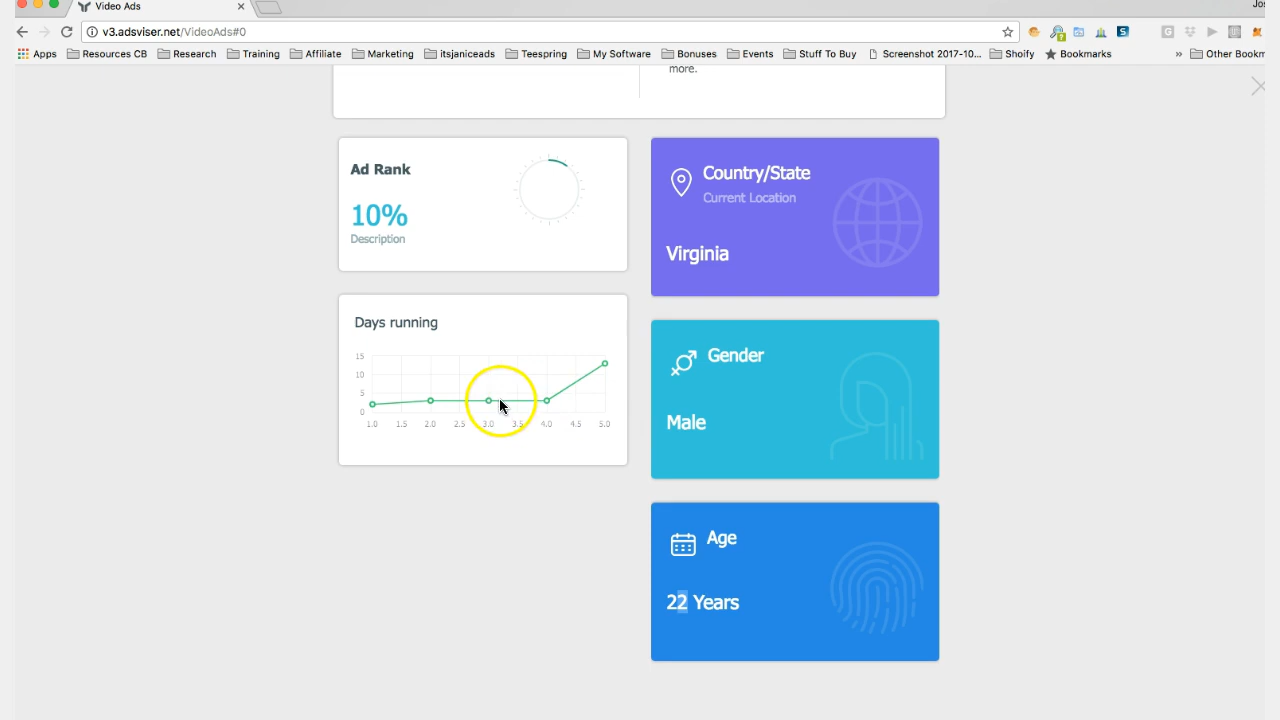 Video Ads
Jos
v3.adsviser.net/VideoAds#0
Apps Resources CB Research Training Affiliate Marketing itsjaniceads Teespring My Software Bonuses Events Stuff To Buy Screenshot 2017-10... Shoify Bookmarks » Other Bookm
more.
Ad Rank
10%
Description
Country/State
Current Location
Virginia
Days running
15
10
5
0
1.0 1.5 2.0 2.5 3.0 3.5 4.0 4.5 5.0
Gender
Male
Age
22 Years